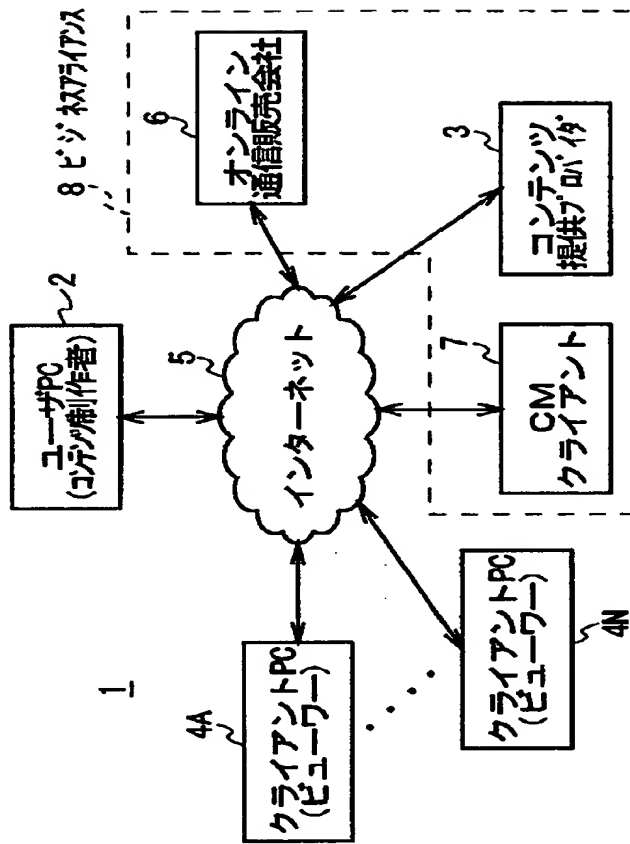 1
8 ビジネスアライアンス
2
ユーザPC
(コンテンツ制作者)
6
オンライン
通信販売会社
5
インターネット
4A
クライアントPC
(ビューワー)
4N
クライアントPC
(ビューワー)
7
CM
クライアント
3
コンテンツ
提供プロバイダ